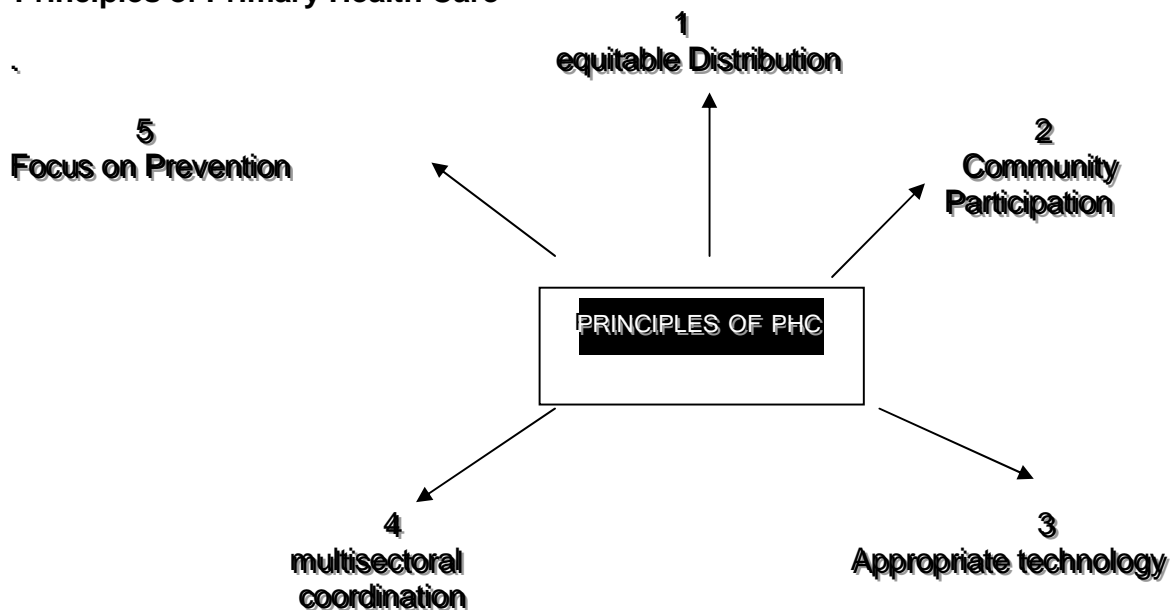 Principles of Primary Health Care
1
equitable Distribution
5
Focus on Prevention
2
Community
Participation
PRINCIPLES OF PHC
4
multisectoral
coordination
3
Appropriate technology